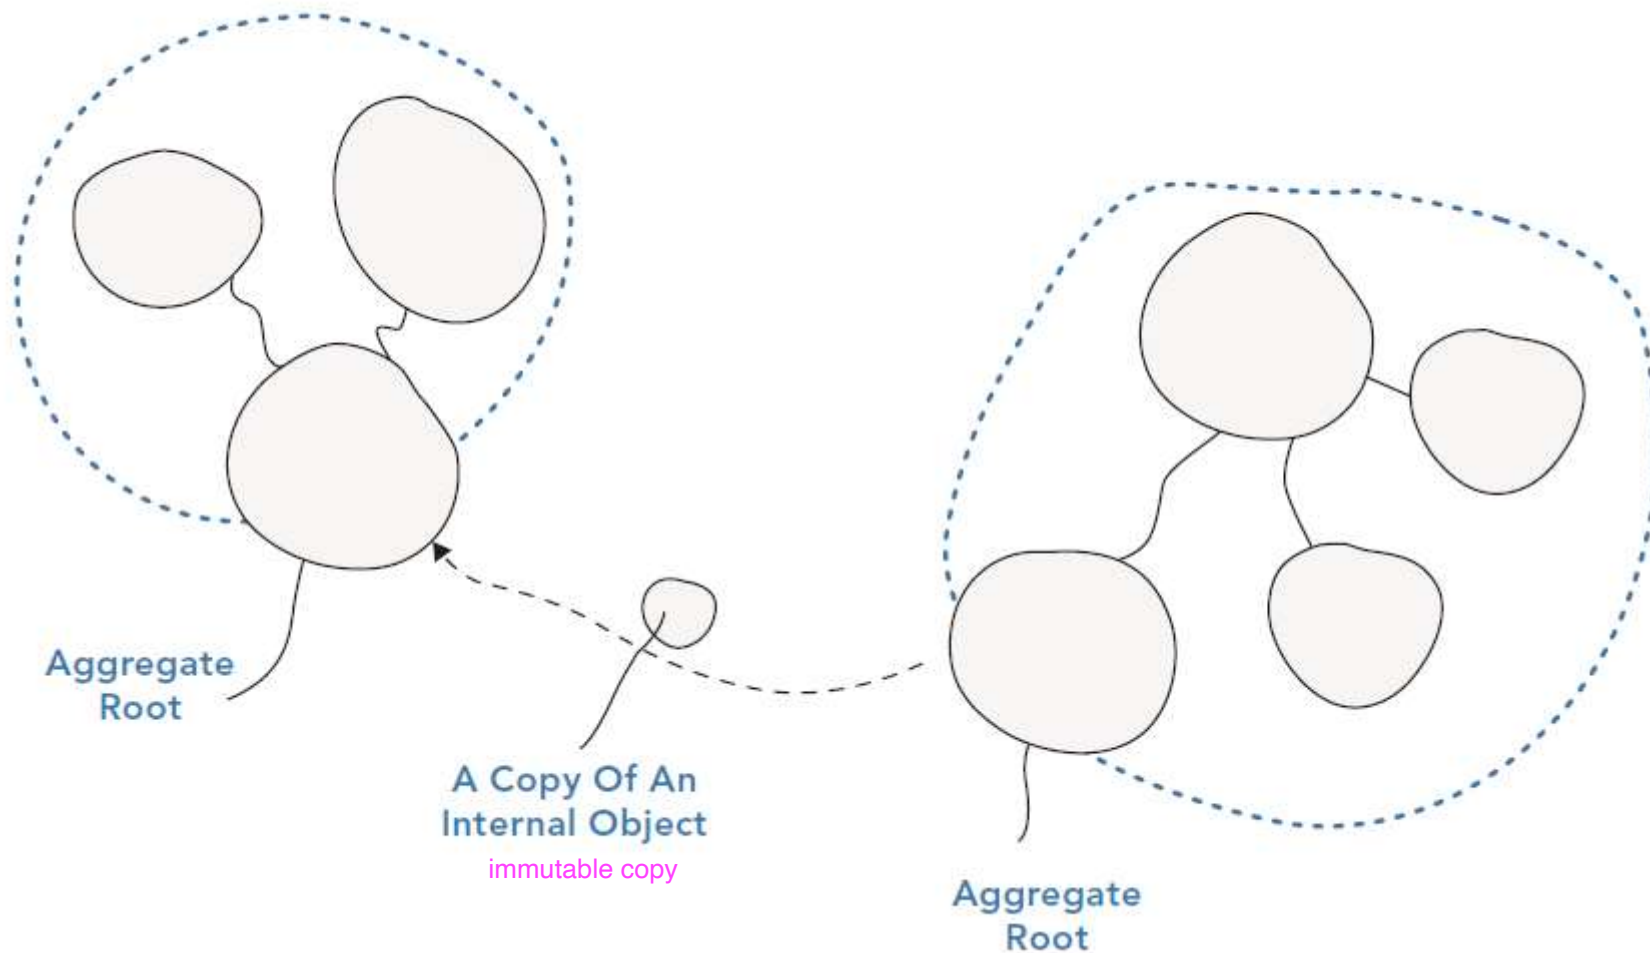 Aggregate
Root
A Copy Of An
Internal Object
immutable copy
Aggregate
Root